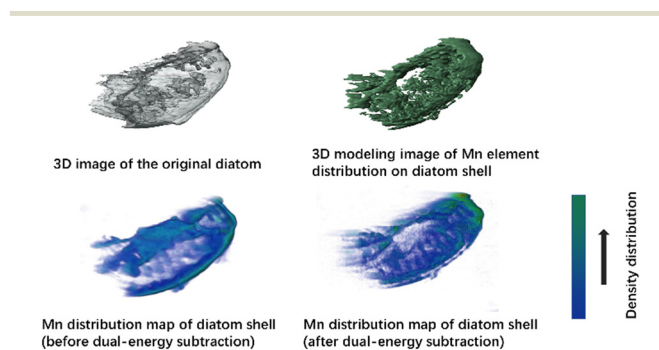 3D image of the original diatom
3D modeling image of Mn element
distribution on diatom shell
Mn distribution map of diatom shell
(before dual-energy subtraction)
Mn distribution map of diatom shell
(after dual-energy subtraction)
Density distribution